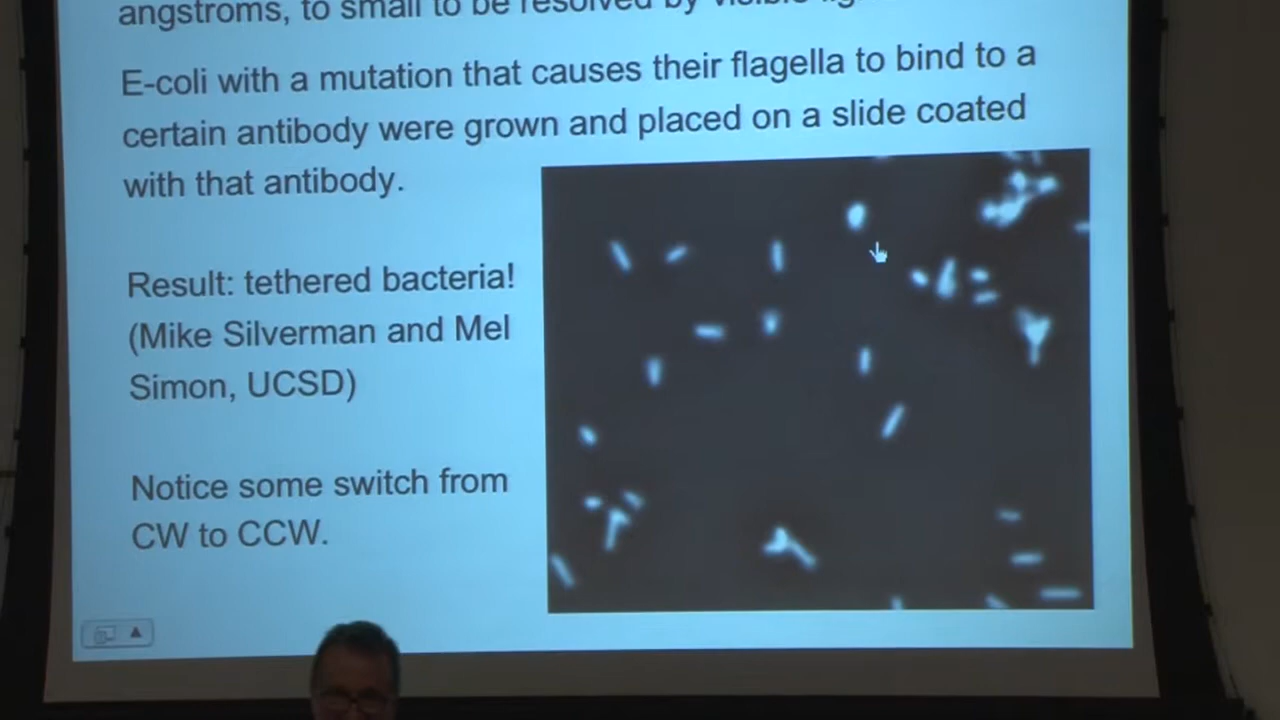 angstroms, to small to be resolved by visible
E-coli with a mutation that causes their flagella to bind to a
certain antibody were grown and placed on a slide coated
with that antibody.
Result: tethered bacteria!
(Mike Silverman and Mel
Simon, UCSD)
Notice some switch from
CW to CCW.